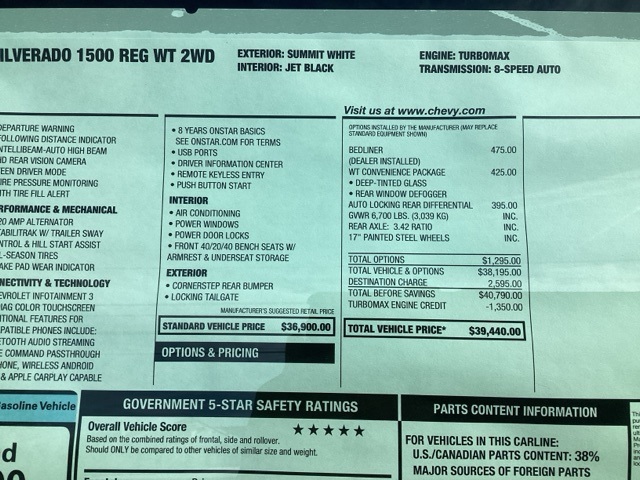 ILVERADO 1500 REG WT 2WD
EXTERIOR: SUMMIT WHITE
INTERIOR: JET BLACK
ENGINE: TURBOMAX
TRANSMISSION: 8-SPEED AUTO
DEPARTURE WARNING
FOLLOWING DISTANCE INDICATOR
NTELLIBEAM-AUTO HIGH BEAM
HD REAR VISION CAMERA
TEEN DRIVER MODE
TIRE PRESSURE MONITORING
WITH TIRE FILL ALERT
RFORMANCE & MECHANICAL
20 AMP ALTERNATOR
TABILITRAK W/ TRAILER SWAY
NTROL & HILL START ASSIST
L-SEASON TIRES
AKE PAD WEAR INDICATOR
NNECTIVITY & TECHNOLOGY
EVROLET INFOTAINMENT 3
DIAG COLOR TOUCHSCREEN
ITIONAL FEATURES FOR
PATIBLE PHONES INCLUDE:
ETOOTH AUDIO STREAMING
E COMMAND PASSTHROUGH
HONE, WIRELESS ANDROID
& APPLE CARPLAY CAPABLE
• 8 YEARS ONSTAR BASICS
SEE ONSTAR.COM FOR TERMS
• USB PORTS
• DRIVER INFORMATION CENTER
• REMOTE KEYLESS ENTRY
• PUSH BUTTON START
INTERIOR
• AIR CONDITIONING
• POWER WINDOWS
• POWER DOOR LOCKS
• FRONT 40/20/40 BENCH SEATS W/
ARMREST & UNDERSEAT STORAGE
EXTERIOR
• CORNERSTEP REAR BUMPER
• LOCKING TAILGATE
MANUFACTURER'S SUGGESTED RETAIL PRICE
STANDARD VEHICLE PRICE $36,900.00
OPTIONS & PRICING
Visit us at www.chevy.com
OPTIONS INSTALLED BY THE MANUFACTURER (MAY REPLACE
STANDARD EQUIPMENT SHOWN)
BEDLINER 475.00
(DEALER INSTALLED)
WT CONVENIENCE PACKAGE 425.00
• DEEP-TINTED GLASS
• REAR WINDOW DEFOGGER
AUTO LOCKING REAR DIFFERENTIAL 395.00
GVWR 6,700 LBS. (3,039 KG) INC.
REAR AXLE: 3.42 RATIO INC.
17" PAINTED STEEL WHEELS INC.
TOTAL OPTIONS $1,295.00
TOTAL VEHICLE & OPTIONS $38,195.00
DESTINATION CHARGE 2,595.00
TOTAL BEFORE SAVINGS $40,790.00
TURBOMAX ENGINE CREDIT -1,350.00
TOTAL VEHICLE PRICE* $39,440.00
Gasoline Vehicle
GOVERNMENT 5-STAR SAFETY RATINGS
Overall Vehicle Score ★★★★★
Based on the combined ratings of frontal, side and rollover.
Should ONLY be compared to other vehicles of similar size and weight.
PARTS CONTENT INFORMATION
FOR VEHICLES IN THIS CARLINE:
U.S./CANADIAN PARTS CONTENT: 38%
MAJOR SOURCES OF FOREIGN PARTS